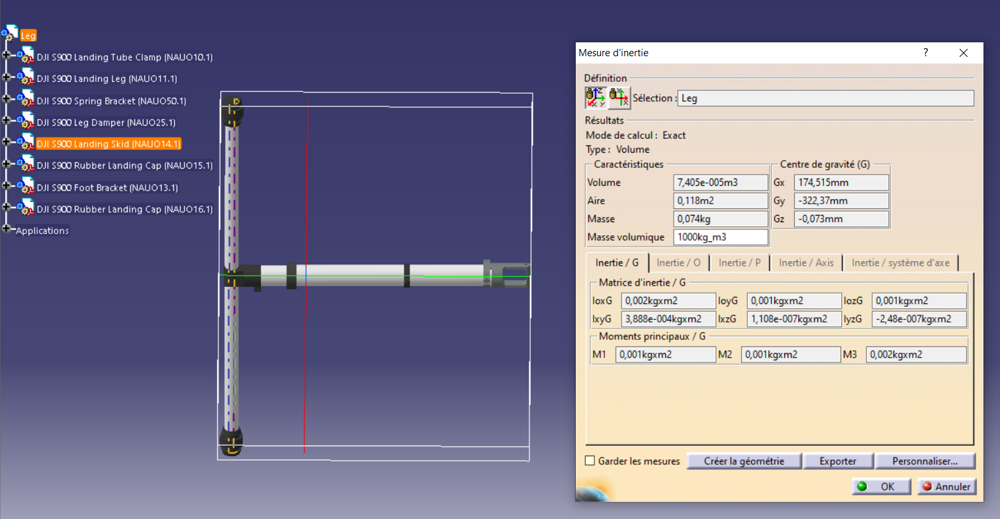 Leg
DJI S900 Landing Tube Clamp (NAUO10.1)
DJI S900 Landing Leg (NAUO11.1)
DJI S900 Spring Bracket (NAUO50.1)
DJI S900 Leg Damper (NAUO25.1)
DJI S900 Landing Skid (NAUO14.1)
DJI S900 Rubber Landing Cap (NAUO15.1)
DJI S900 Foot Bracket (NAUO13.1)
DJI S900 Rubber Landing Cap (NAUO16.1)
Applications
Mesure d'inertie ?
Définition
Sélection : Leg
Résultats
Mode de calcul : Exact
Type : Volume
Caractéristiques Centre de gravité (G)
Volume 7,405e-005m3 Gx 174,515mm
Aire 0,118m2 Gy -322,37mm
Masse 0,074kg Gz -0,073mm
Masse volumique 1000kg_m3
Inertie / G Inertie / O Inertie / P Inertie / Axis Inertie / système d'axe
Matrice d'inertie / G
IoxG 0,002kgxm2 IoyG 0,001kgxm2 IozG 0,001kgxm2
IxyG 3,888e-004kgxm2 IxzG 1,108e-007kgxm2 IyzG -2,48e-007kgxm2
Moments principaux / G
M1 0,001kgxm2 M2 0,001kgxm2 M3 0,002kgxm2
Garder les mesures Créer la géométrie Exporter Personnaliser...
OK Annuler